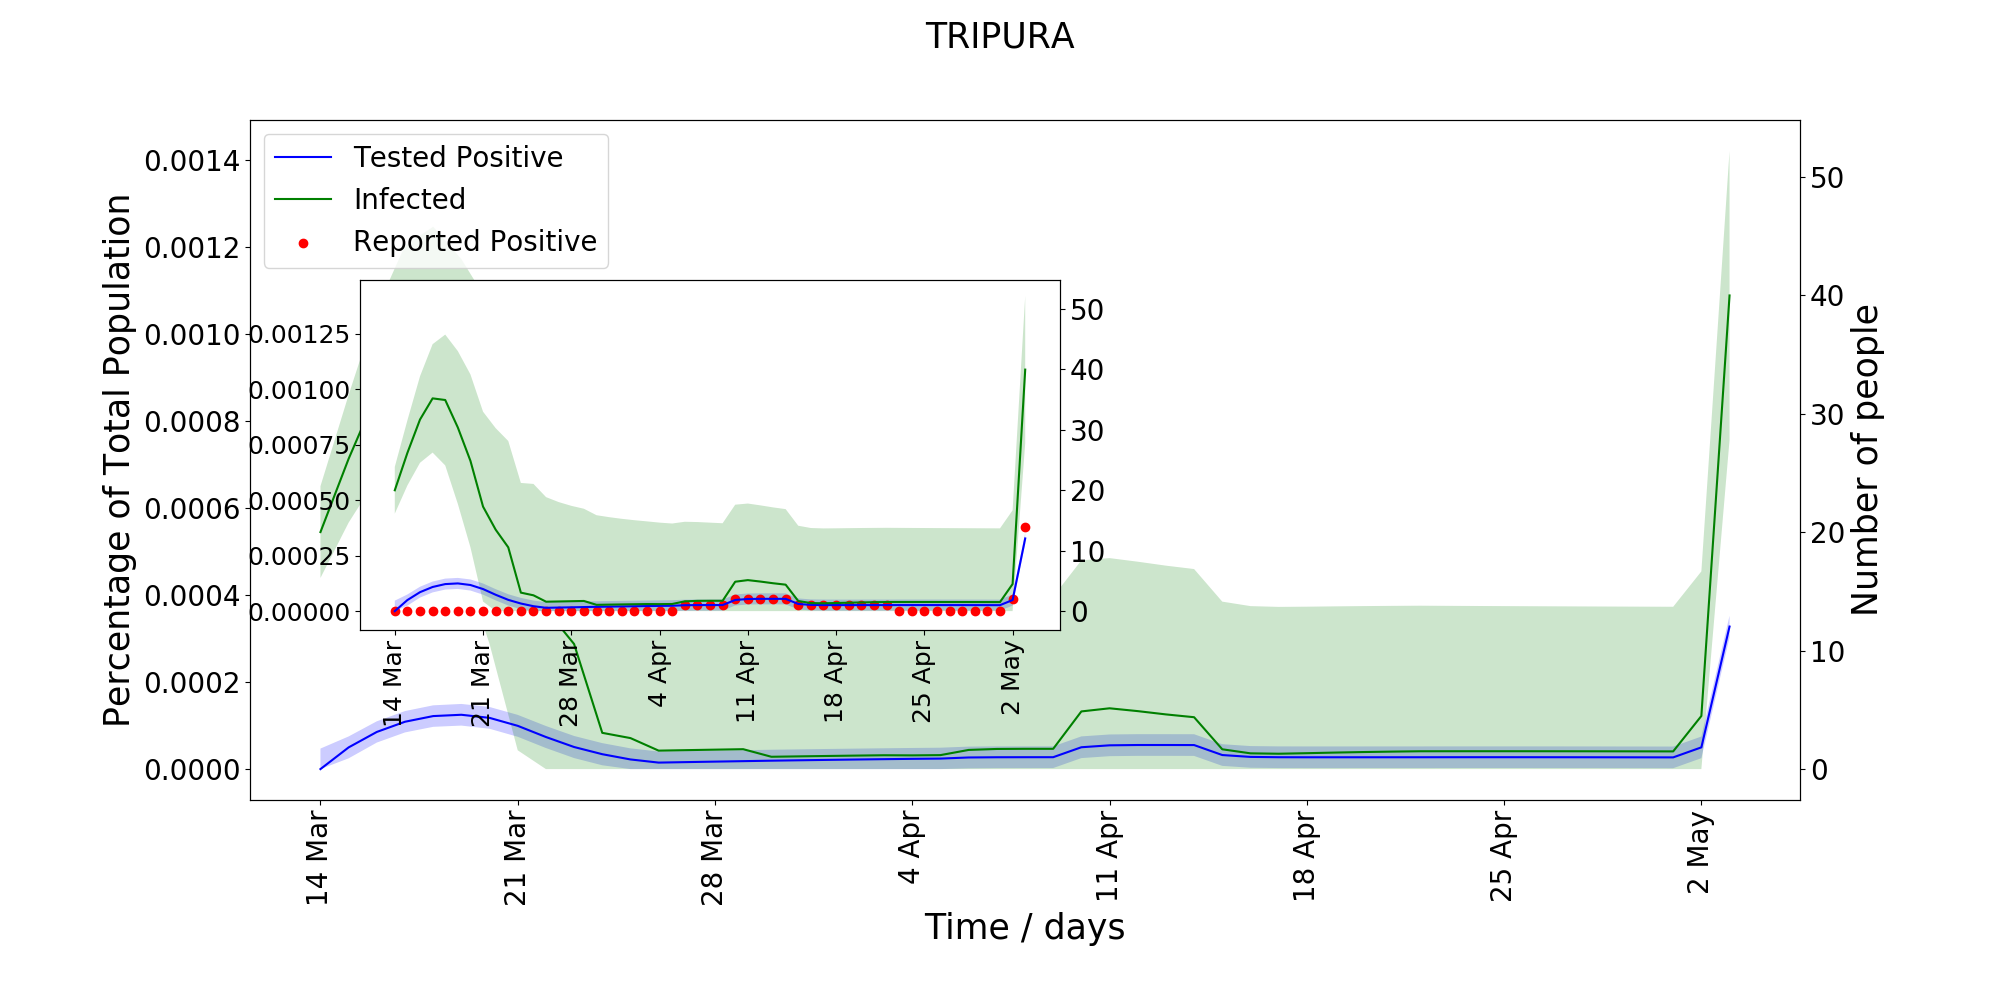 TRIPURA
Tested Positive
Infected
Reported Positive
Percentage of Total Population
0.0014
0.0012
0.0010
0.0008
0.0006
0.0004
0.0002
0.0000
50
40
30
20
10
0
Number of people
0.00125
0.00100
0.00075
0.00050
0.00025
0.00000
50
40
30
20
10
0
14 Mar
21 Mar
28 Mar
4 Apr
11 Apr
18 Apr
25 Apr
2 May
14 Mar
21 Mar
28 Mar
4 Apr
11 Apr
18 Apr
25 Apr
2 May
Time / days